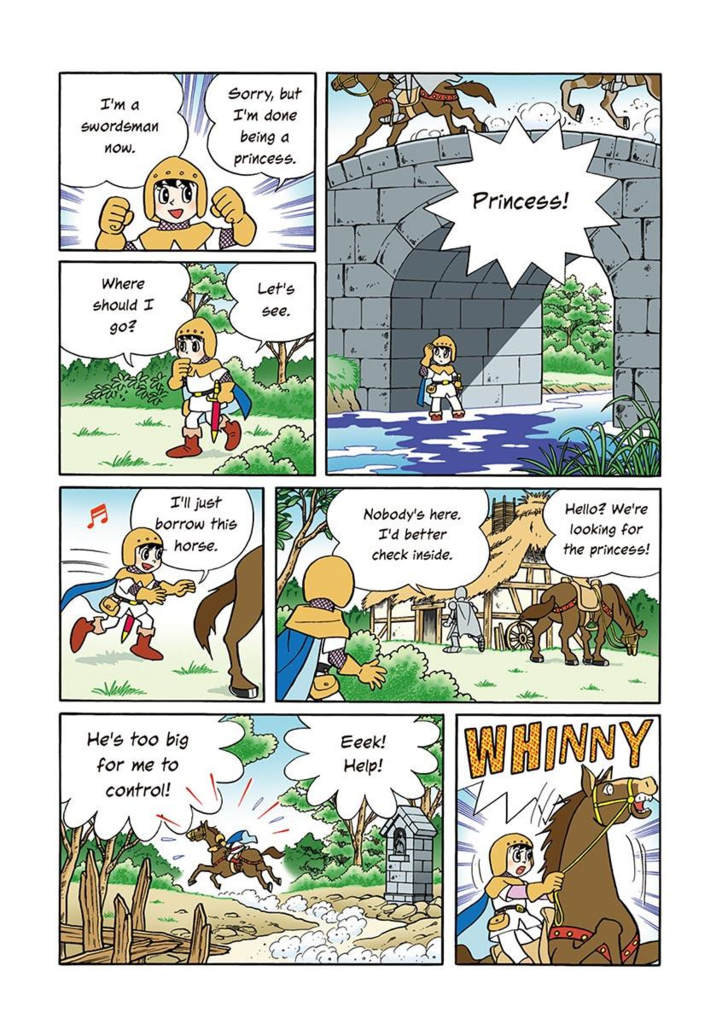 Princess!
Sorry, but
I'm done
being a
princess.
I'm a
swordsman
now.
Let's
see.
Where
should I
go?
Hello? We're
looking for
the princess!
Nobody's here.
I'd better
check inside.
I'll just
borrow this
horse.
WHINNY
Eeek!
Help!
He's too big
for me to
control!